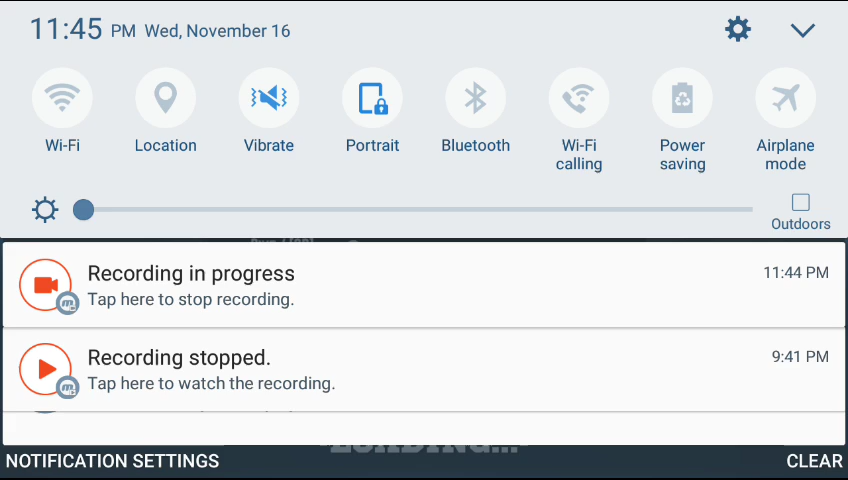 11:45 PM Wed, November 16
Wi-Fi
Location
Vibrate
Portrait
Bluetooth
Wi-Fi
calling
Power
saving
Airplane
mode
Outdoors
Recording in progress
11:44 PM
Tap here to stop recording.
Recording stopped.
9:41 PM
Tap here to watch the recording.
LOADING...
NOTIFICATION SETTINGS
CLEAR